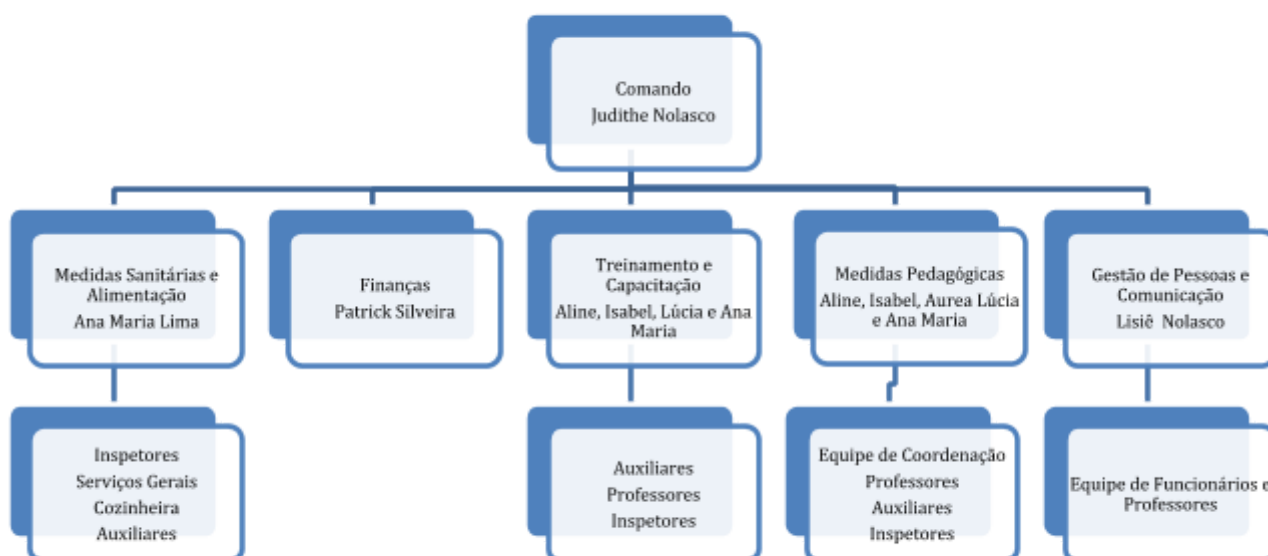 Comando
Judithe Nolasco
Medidas Sanitárias e
Alimentação
Ana Maria Lima
Finanças
Patrick Silveira
Treinamento e
Capacitação
Aline, Isabel, Lúcia e Ana
Maria
Medidas Pedagógicas
Aline, Isabel, Aurea Lúcia
e Ana Maria
Gestão de Pessoas e
Comunicação
Lisiê Nolasco
Inspetores
Serviços Gerais
Cozinheira
Auxiliares
Auxiliares
Professores
Inspetores
Equipe de Coordenação
Professores
Auxiliares
Inspetores
Equipe de Funcionários e
Professores